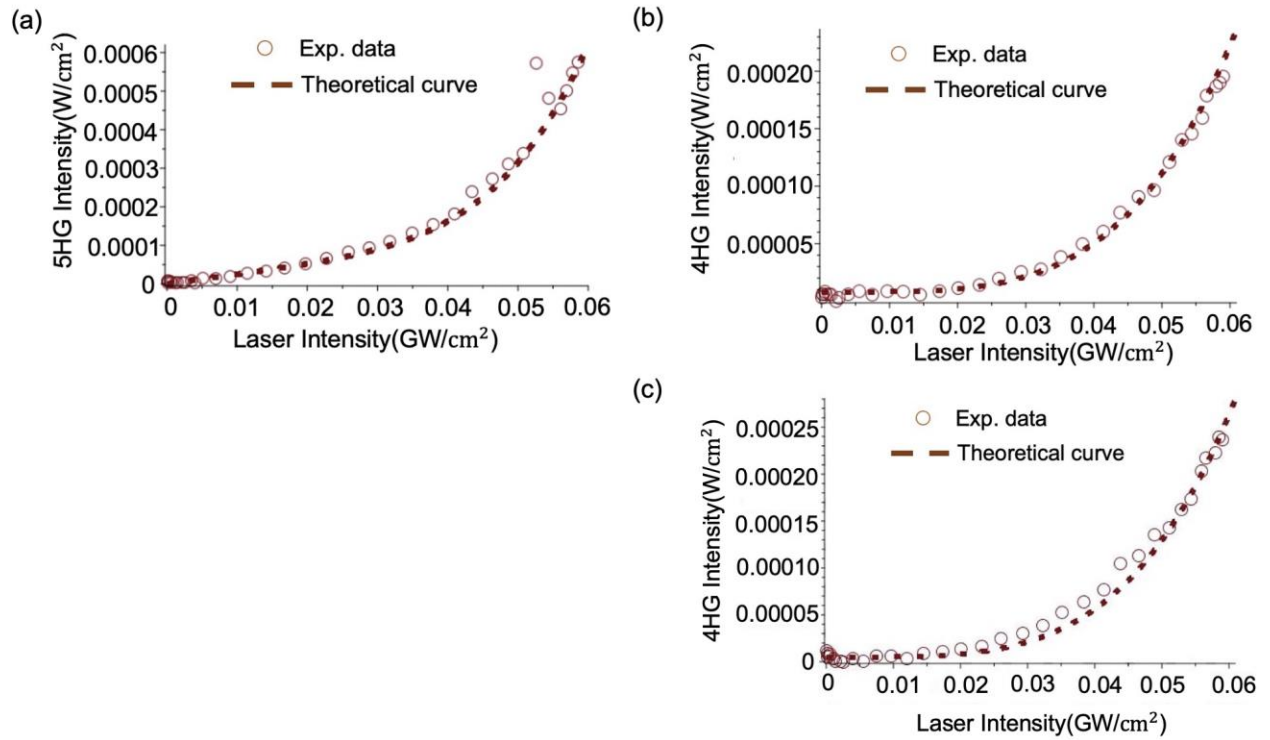 (a)
5HG Intensity(W/cm²)
0.0006
0.0005
0.0004
0.0003
0.0002
0.0001
0
Exp. data
Theoretical curve
0 0.01 0.02 0.03 0.04 0.05 0.06
Laser Intensity(GW/cm²)
(b)
4HG Intensity(W/cm²)
0.00020
0.00015
0.00010
0.00005
Exp. data
Theoretical curve
0 0.01 0.02 0.03 0.04 0.05 0.06
Laser Intensity(GW/cm²)
(c)
4HG Intensity(W/cm²)
0.00025
0.00020
0.00015
0.00010
0.00005
0
Exp. data
Theoretical curve
0 0.01 0.02 0.03 0.04 0.05 0.06
Laser Intensity(GW/cm²)